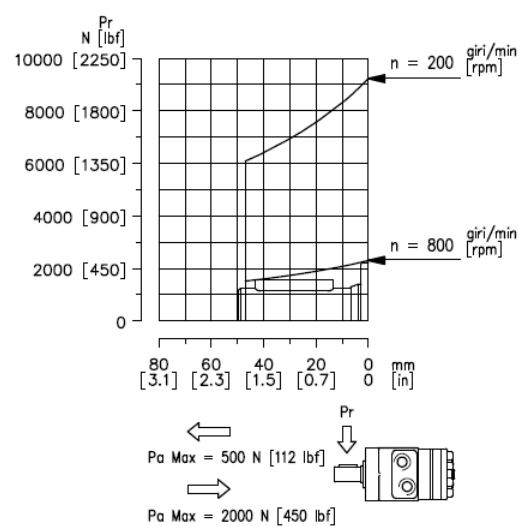 Pr
N [lbf]
10000 [2250]
8000 [1800]
6000 [1350]
4000 [900]
2000 [450]
0
n = 200 giri/min [rpm]
n = 800 giri/min [rpm]
80 60 40 20 0 mm
[3.1] [2.3] [1.5] [0.7] 0 [in]
Pr
Pa Max = 500 N [112 lbf]
Pa Max = 2000 N [450 lbf]